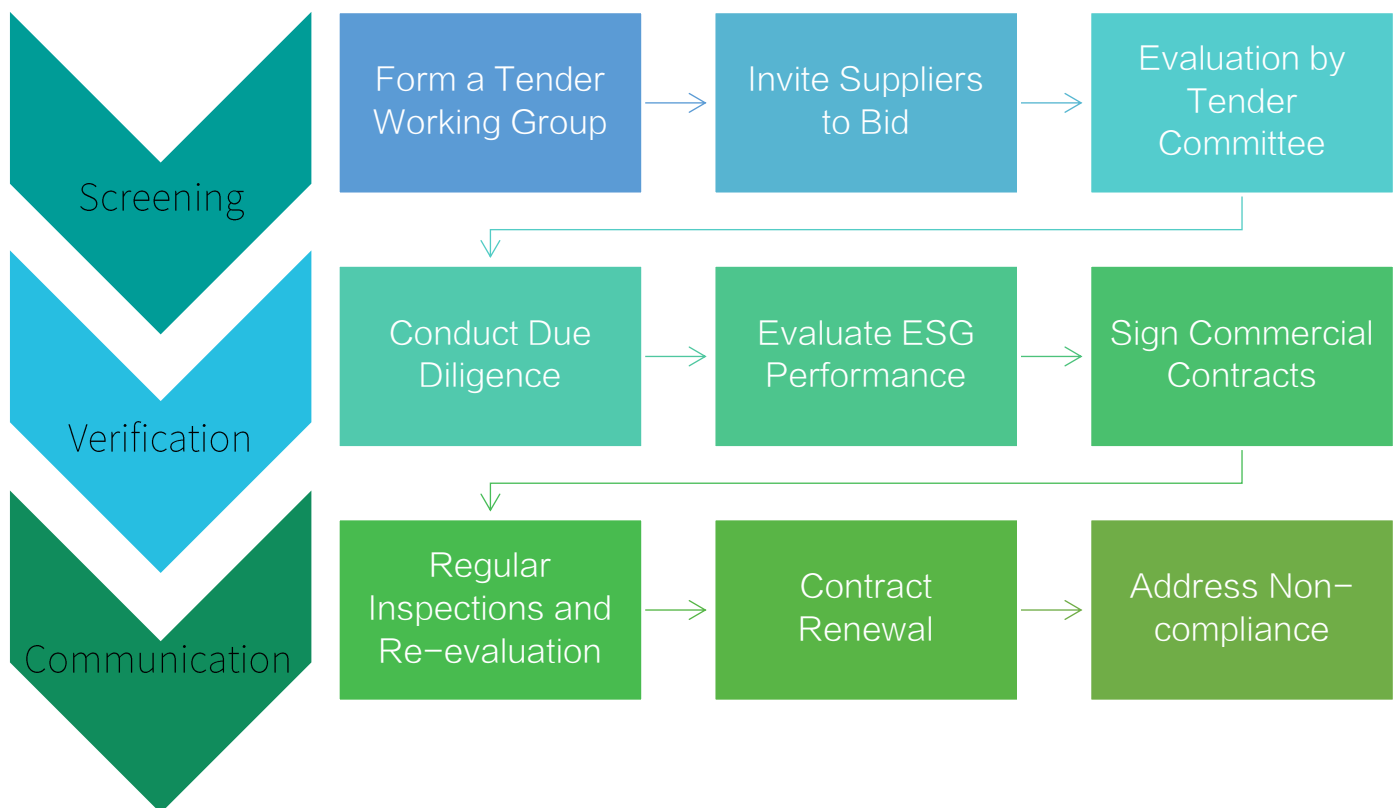 Screening
Form a Tender
Working Group
Invite Suppliers
to Bid
Evaluation by
Tender
Committee
Verification
Conduct Due
Diligence
Evaluate ESG
Performance
Sign Commercial
Contracts
Communication
Regular
Inspections and
Re-evaluation
Contract
Renewal
Address Non-
compliance